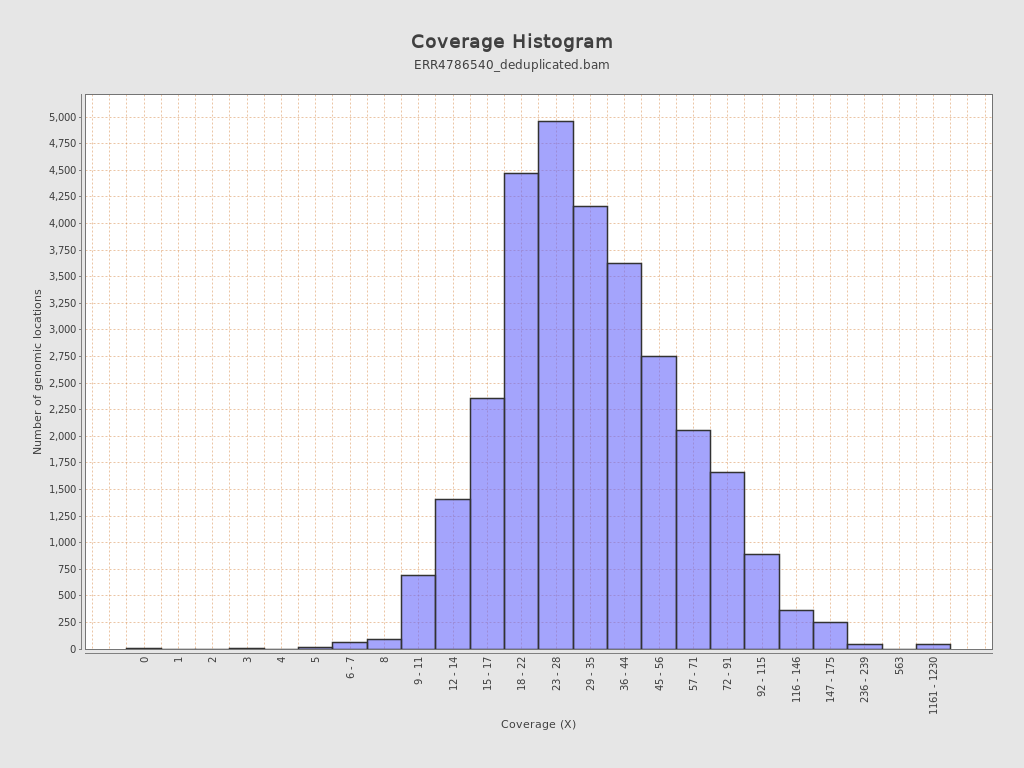 Coverage Histogram
ERR4786540_deduplicated.bam
Number of genomic locations
5,000
4,750
4,500
4,250
4,000
3,750
3,500
3,250
3,000
2,750
2,500
2,250
2,000
1,750
1,500
1,250
1,000
750
500
250
0
0
1
2
3
4
5
6 - 7
8
9 - 11
12 - 14
15 - 17
18 - 22
23 - 28
29 - 35
36 - 44
45 - 56
57 - 71
72 - 91
92 - 115
116 - 146
147 - 175
236 - 239
563
1161 - 1230
Coverage (X)